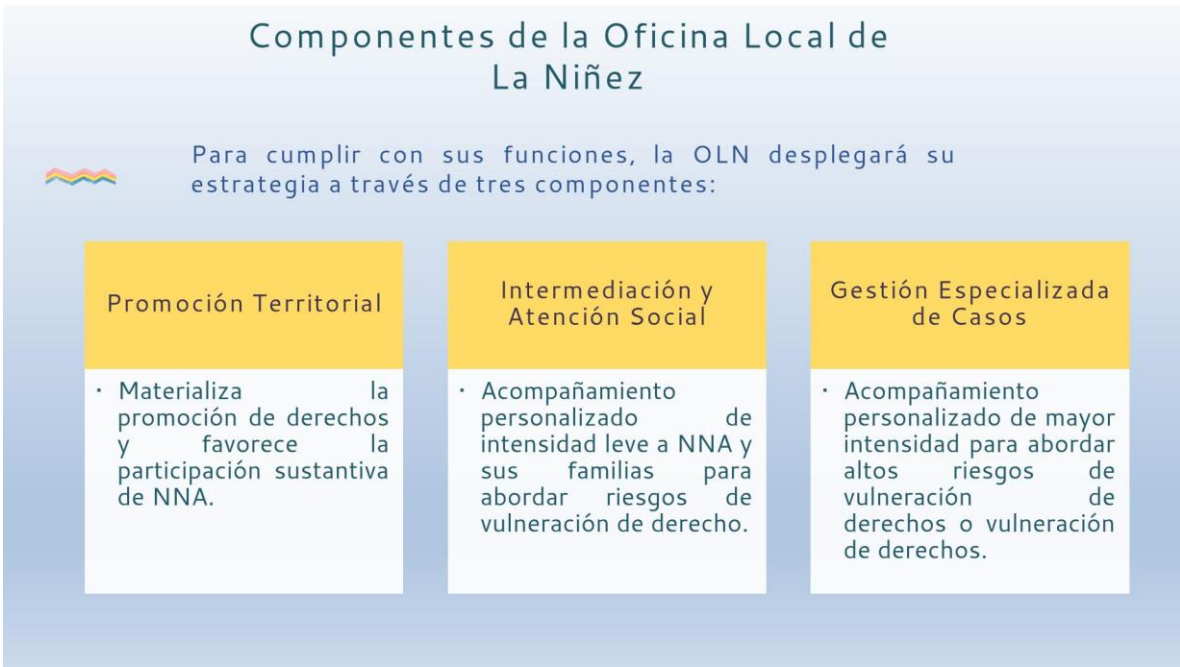 Componentes de la Oficina Local de
La Niñez
Para cumplir con sus funciones, la OLN desplegará su
estrategia a través de tres componentes:
Promoción Territorial
· Materializa la
promoción de derechos
y favorece la
participación sustantiva
de NNA.
Intermediación y
Atención Social
· Acompañamiento
personalizado de
intensidad leve a NNA y
sus familias para
abordar riesgos de
vulneración de derecho.
Gestión Especializada
de Casos
· Acompañamiento
personalizado de mayor
intensidad para abordar
altos riesgos de
vulneración de
derechos o vulneración
de derechos.